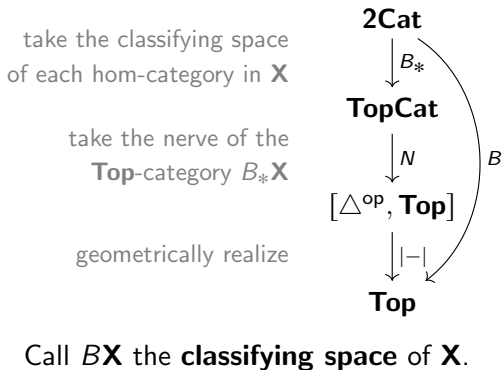 2Cat
take the classifying space
of each hom-category in X
B∗
TopCat
take the nerve of the
Top-category B∗X
N
B
[△op, Top]
geometrically realize
|−|
Top
Call BX the classifying space of X.